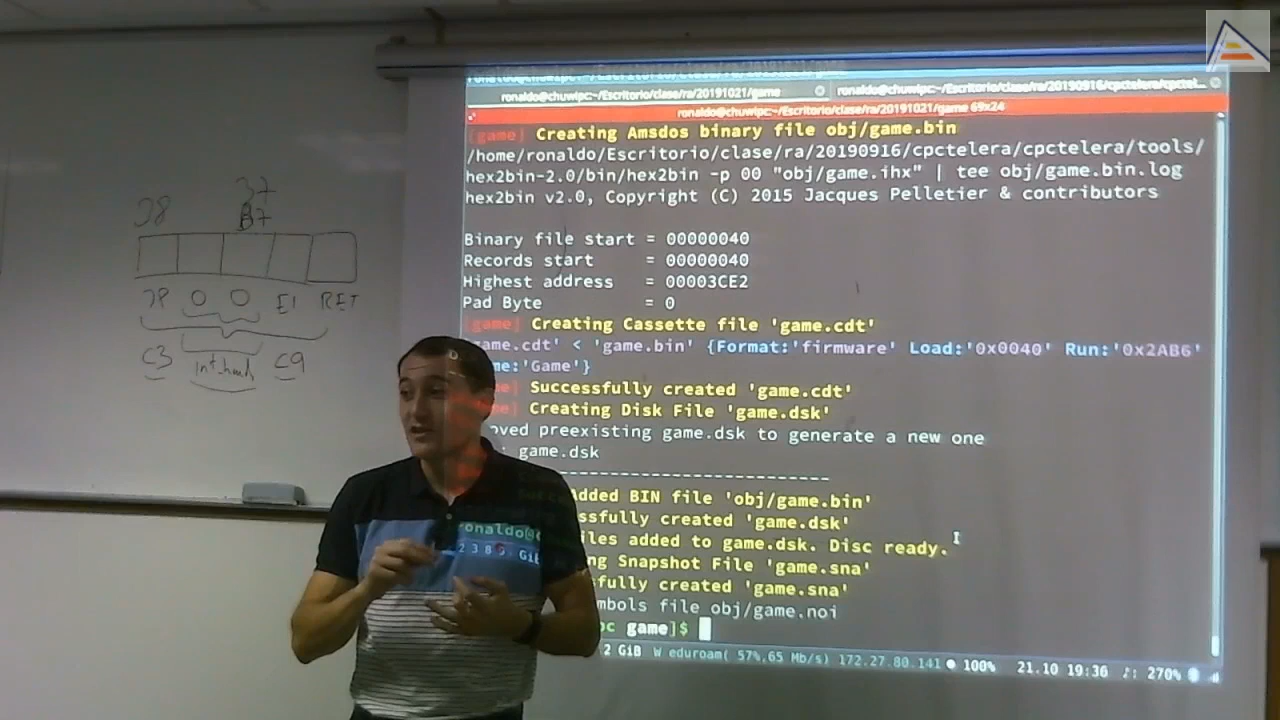 38
37
B7
JP 0 0 EI RET
C3 int_hand C9
ronaldo@chuwipc:~/Escritorio/clase/ra/20191021/game
ronaldo@chuwipc:~/Escritorio/clase/ra/20190916/cpctelera/cpctel...
ronaldo@chuwipc:~/Escritorio/clase/ra/20191021/game 69x24
[game] Creating Amsdos binary file obj/game.bin
/home/ronaldo/Escritorio/clase/ra/20190916/cpctelera/cpctelera/tools/
hex2bin-2.0/bin/hex2bin -p 00 "obj/game.ihx" | tee obj/game.bin.log
hex2bin v2.0, Copyright (C) 2015 Jacques Pelletier & contributors
Binary file start = 00000040
Records start = 00000040
Highest address = 00003CE2
Pad Byte = 0
[game] Creating Cassette file 'game.cdt'
game.cdt' < 'game.bin' {Format:'firmware' Load:'0x0040' Run:'0x2AB6'
me:'Game'}
Successfully created 'game.cdt'
Creating Disk File 'game.dsk'
oved preexisting game.dsk to generate a new one
game.dsk
------------------------------
Added BIN file 'obj/game.bin'
ssfully created 'game.dsk'
iles added to game.dsk. Disc ready.
ng Snapshot File 'game.sna'
sfully created 'game.sna'
mbols file obj/game.noi
pc game]$
2 GiB W eduroam( 57%,65 Mb/s) 172.27.80.141 100% 21.10 19:36 ♪: 270%